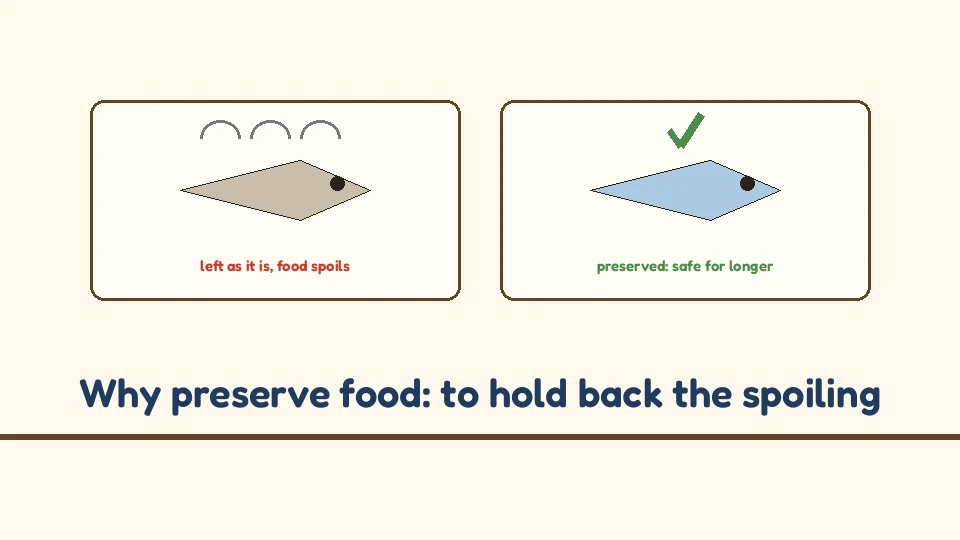 left as it is, food spoils
preserved: safe for longer
Why preserve food: to hold back the spoiling